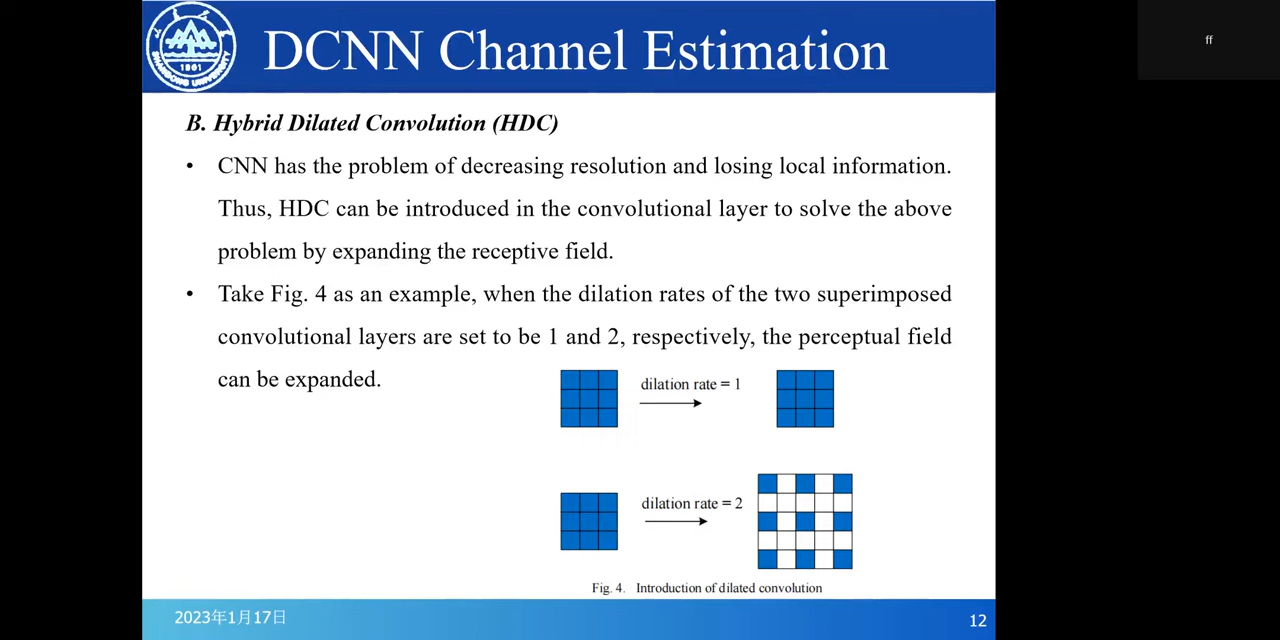 DCNN Channel Estimation
SHANDONG UNIVERSITY
1901
ff
B. Hybrid Dilated Convolution (HDC)
• CNN has the problem of decreasing resolution and losing local information.
Thus, HDC can be introduced in the convolutional layer to solve the above
problem by expanding the receptive field.
• Take Fig. 4 as an example, when the dilation rates of the two superimposed
convolutional layers are set to be 1 and 2, respectively, the perceptual field
can be expanded.
dilation rate = 1
dilation rate = 2
Fig. 4. Introduction of dilated convolution
2023年1月17日
12